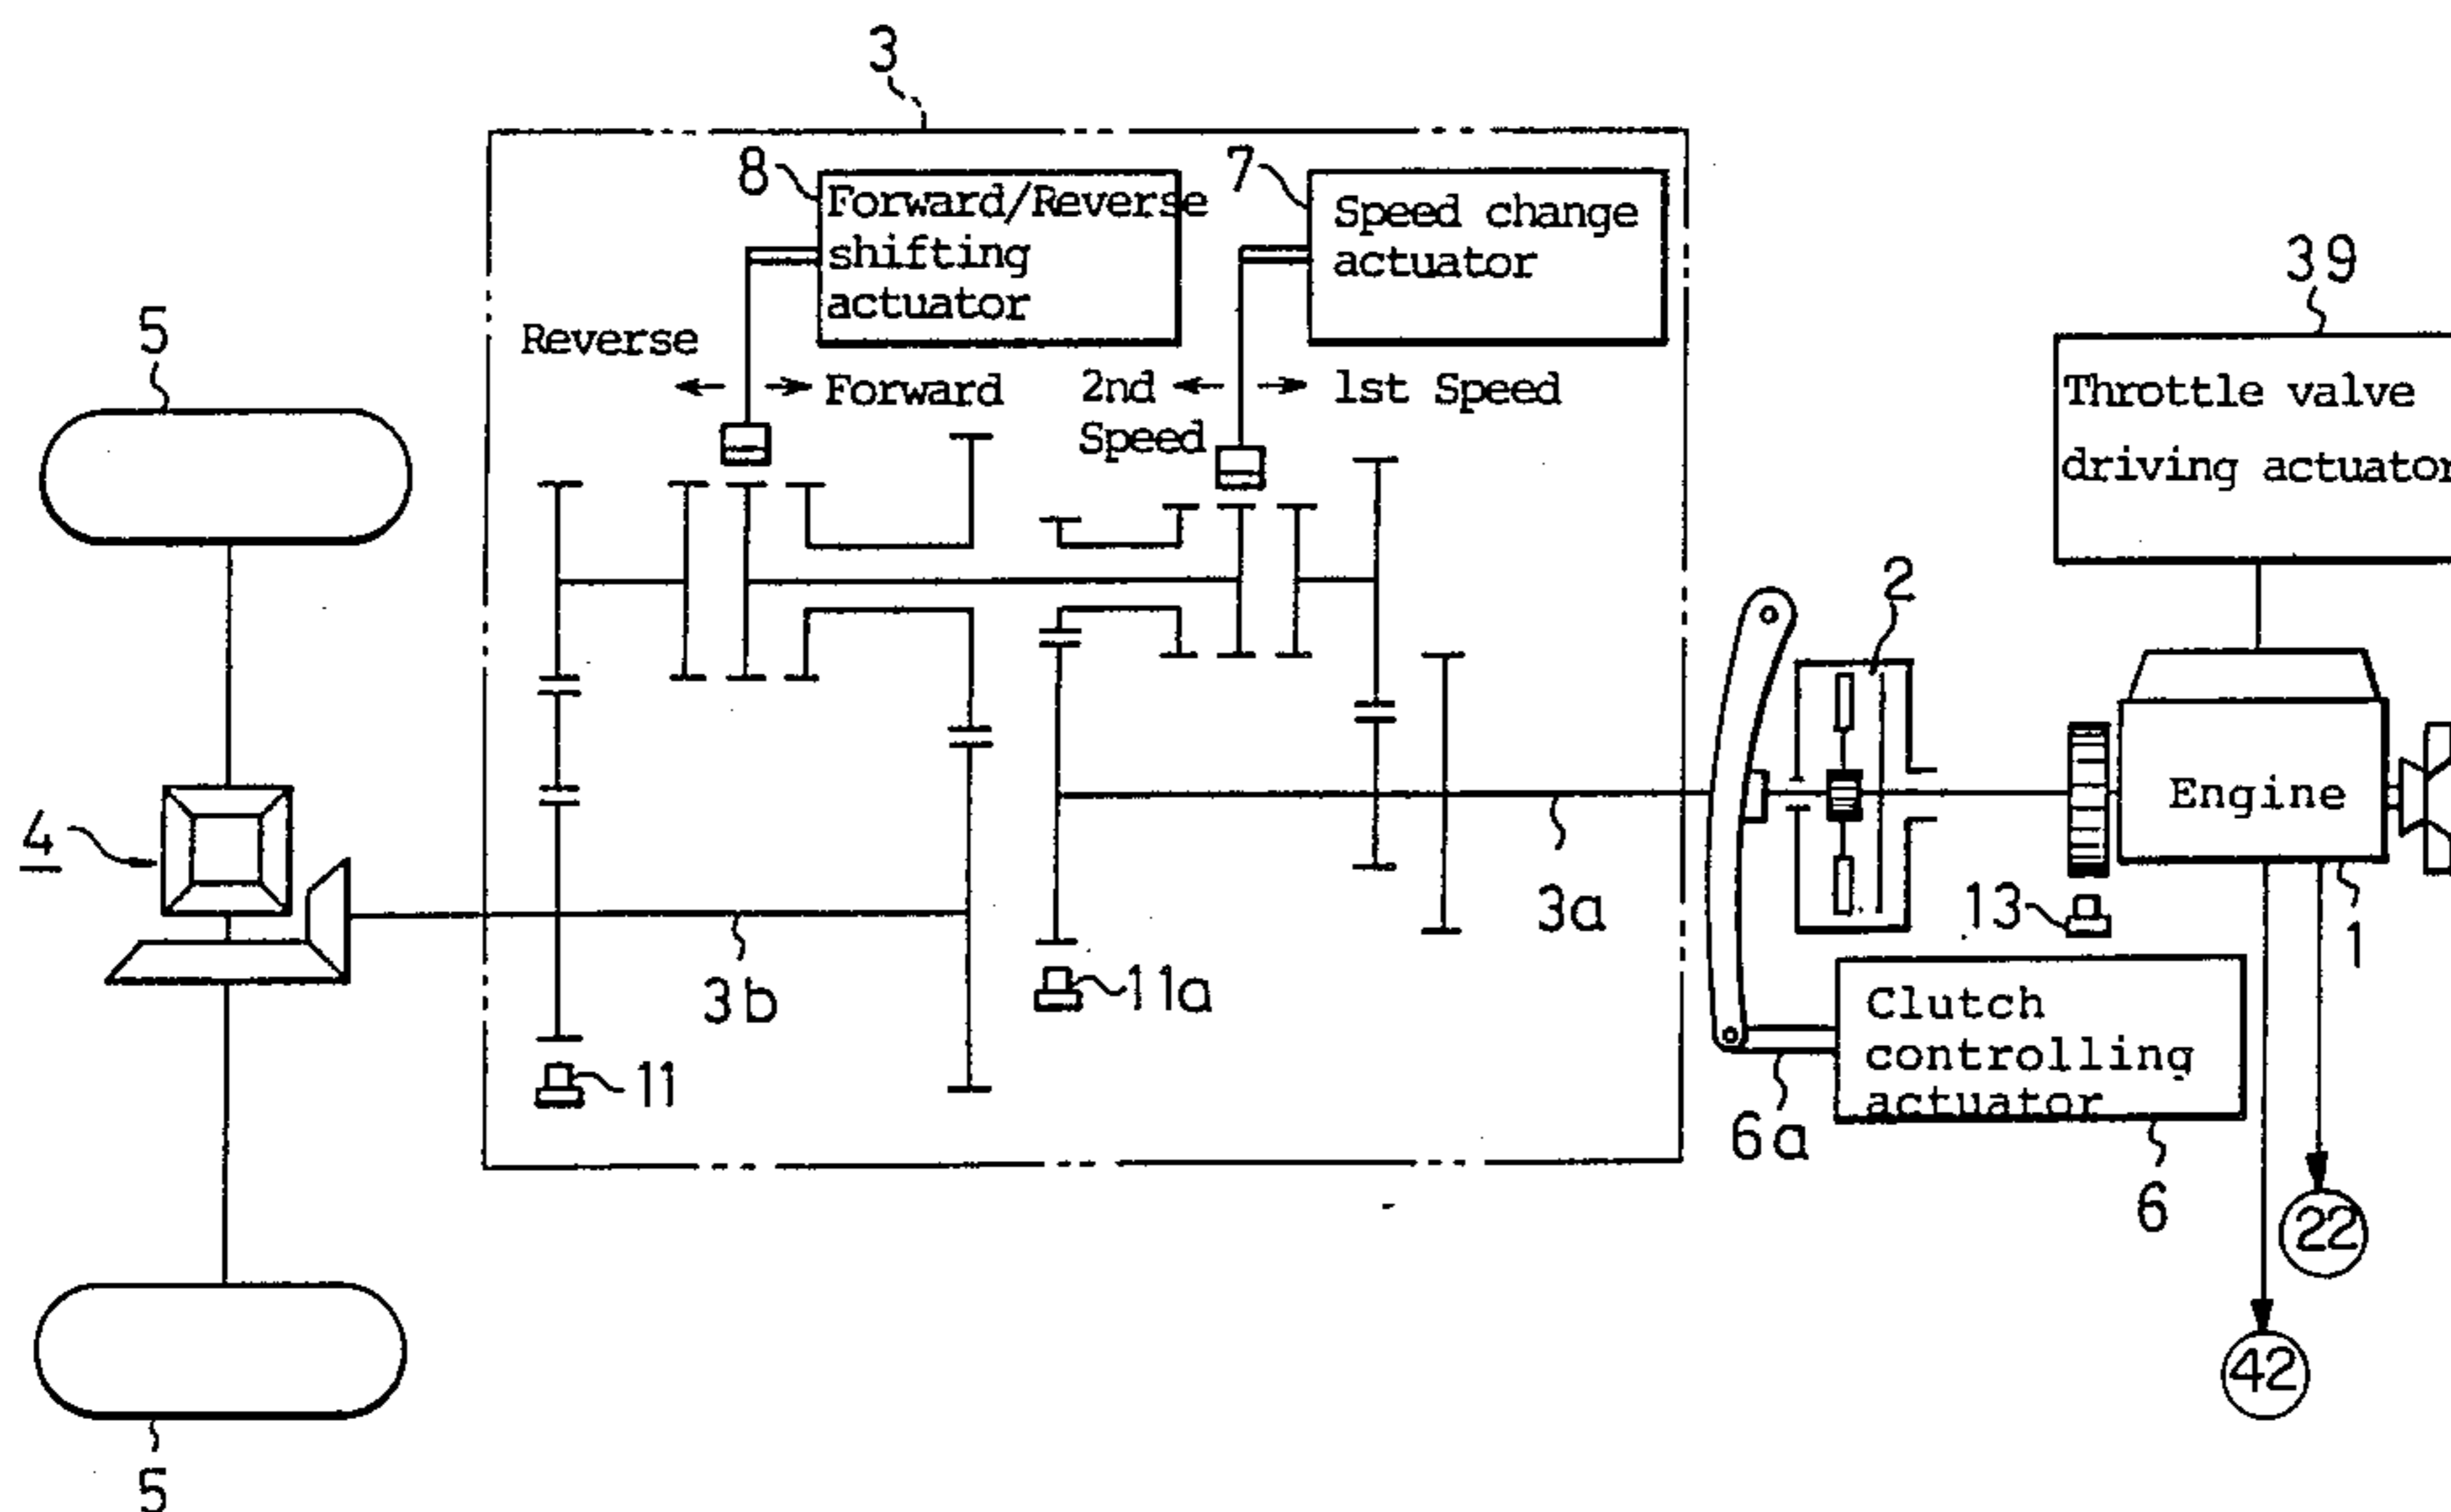 3
8
Forward/Reverse
shifting
actuator
7
Speed change
actuator
39
Throttle valve
driving actuator
5
Reverse
Forward
2nd
Speed
1st Speed
2
4
Engine
3a
13
1
3b
11a
11
Clutch
controlling
actuator
6a
6
22
42
5